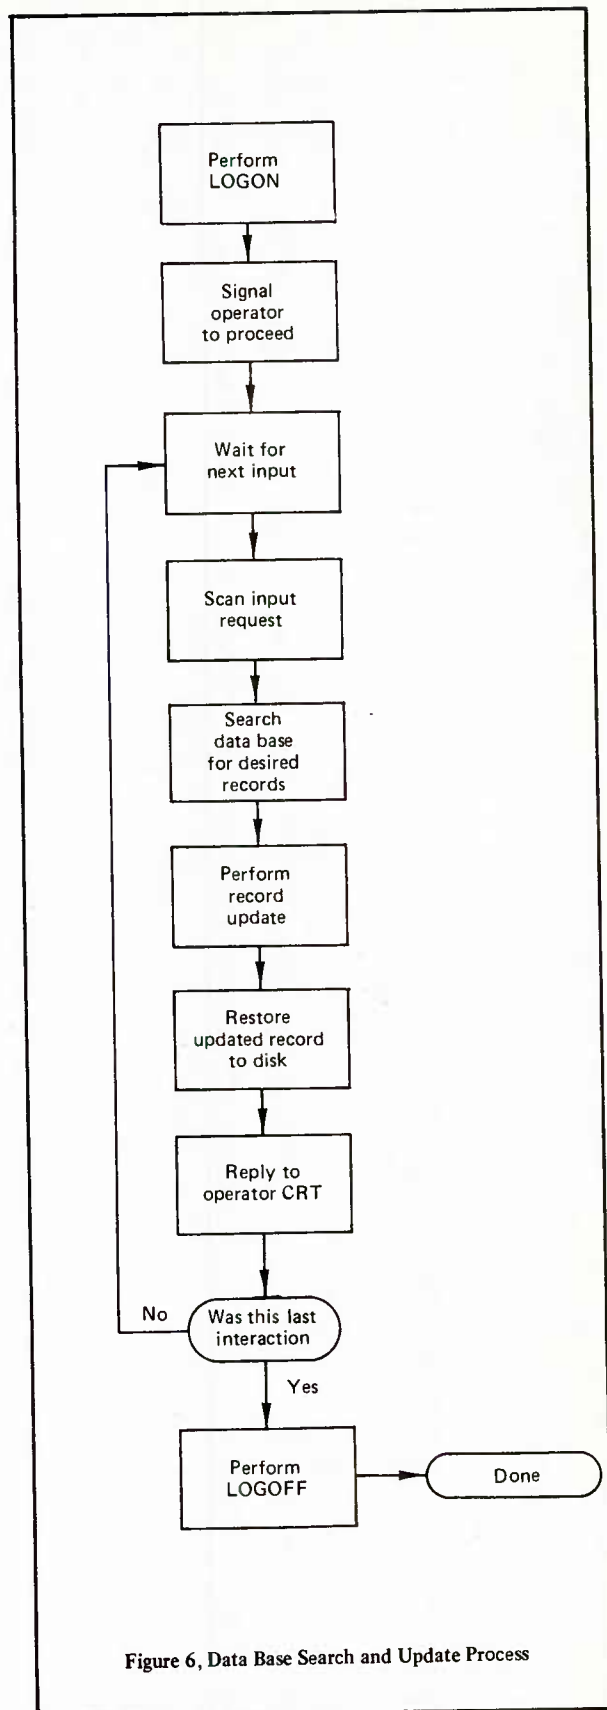 Perform
LOGON
Signal
operator
to proceed
Wait for
next input
Scan input
request
Search
data base
for desired
records
Perform
record
update
Restore
updated record
to disk
Reply to
operator CRT
Was this last
interaction
No
Yes
Perform
LOGOFF
Done
Figure 6, Data Base Search and Update Process